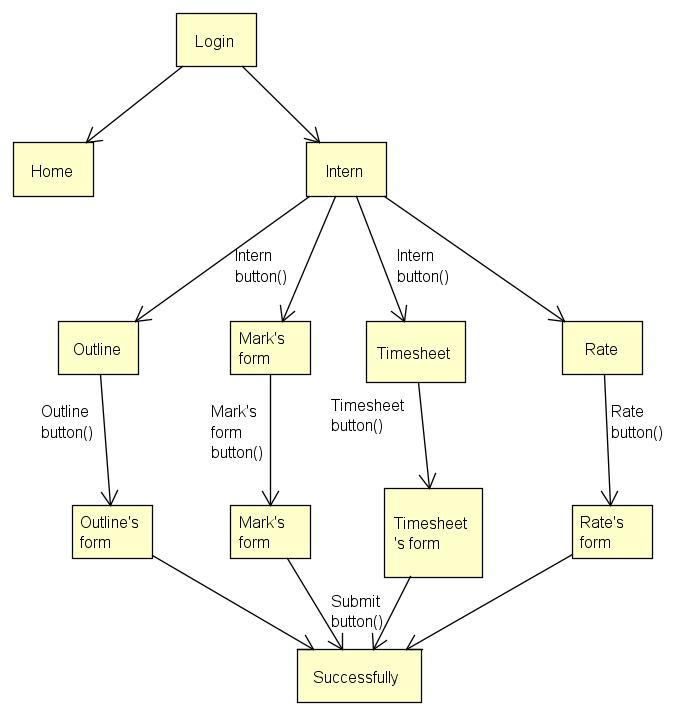 Login
Home
Intern
Intern
button()
Intern
button()
Outline
Mark's
form
Timesheet
Rate
Outline
button()
Mark's
form
button()
Timesheet
button()
Rate
button()
Outline's
form
Mark's
form
Timesheet
's form
Rate's
form
Submit
button()
Successfully